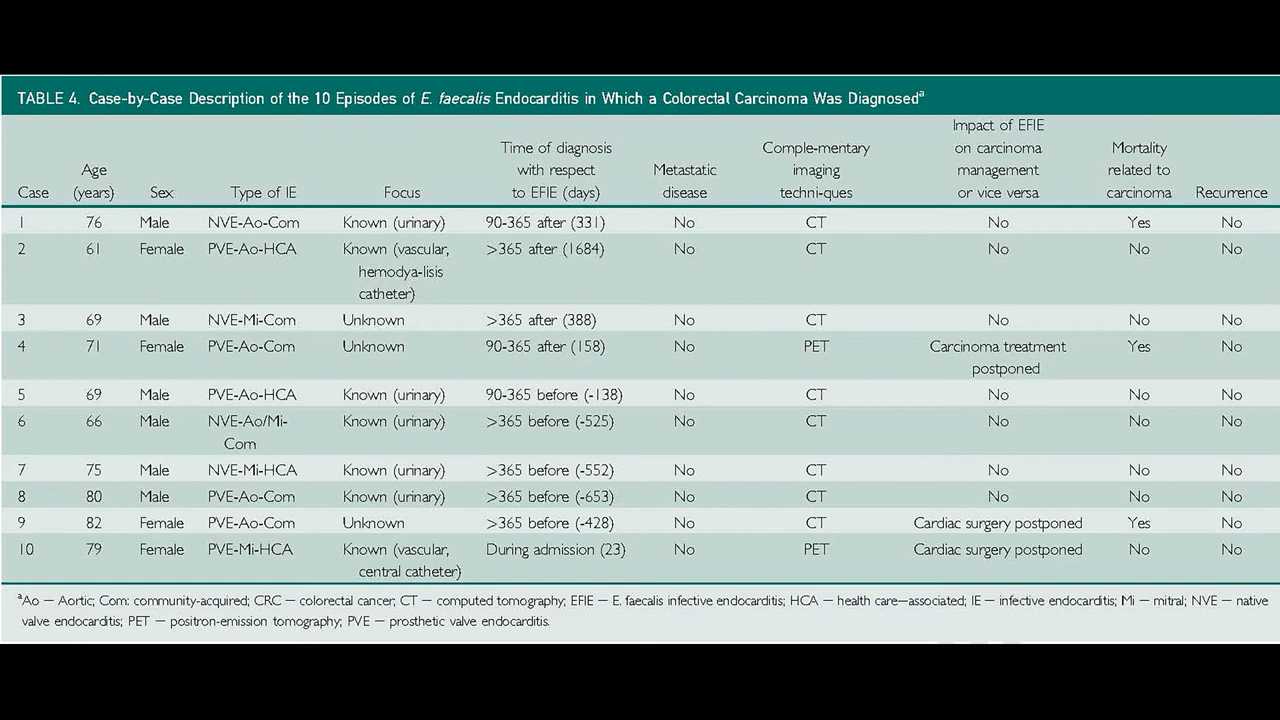 TABLE 4. Case-by-Case Description of the 10 Episodes of E. faecalis Endocarditis in Which a Colorectal Carcinoma Was Diagnosedª
Case Age (years) Sex Type of IE Focus Time of diagnosis with respect to EFIE (days) Metastatic disease Comple-mentary imaging techni-ques Impact of EFIE on carcinoma management or vice versa Mortality related to carcinoma Recurrence
1 76 Male NVE-Ao-Com Known (urinary) 90-365 after (331) No CT No Yes No
2 61 Female PVE-Ao-HCA Known (vascular, hemodya-lisis catheter) >365 after (1684) No CT No No No
3 69 Male NVE-Mi-Com Unknown >365 after (388) No CT No No No
4 71 Female PVE-Ao-Com Unknown 90-365 after (158) No PET Carcinoma treatment postponed Yes No
5 69 Male PVE-Ao-HCA Known (urinary) 90-365 before (-138) No CT No No No
6 66 Male NVE-Ao/Mi-Com Known (urinary) >365 before (-525) No CT No No No
7 75 Male NVE-Mi-HCA Known (urinary) >365 before (-552) No CT No No No
8 80 Male PVE-Ao-Com Known (urinary) >365 before (-653) No CT No No No
9 82 Female PVE-Ao-Com Unknown >365 before (-428) No CT Cardiac surgery postponed Yes No
10 79 Female PVE-Mi-HCA Known (vascular, central catheter) During admission (23) No PET Cardiac surgery postponed No No
ªAo — Aortic; Com: community-acquired; CRC — colorectal cancer; CT — computed tomography; EFIE — E. faecalis infective endocarditis; HCA — health care—associated; IE — infective endocarditis; Mi — mitral; NVE — native
valve endocarditis; PET — positron-emission tomography; PVE — prosthetic valve endocarditis.